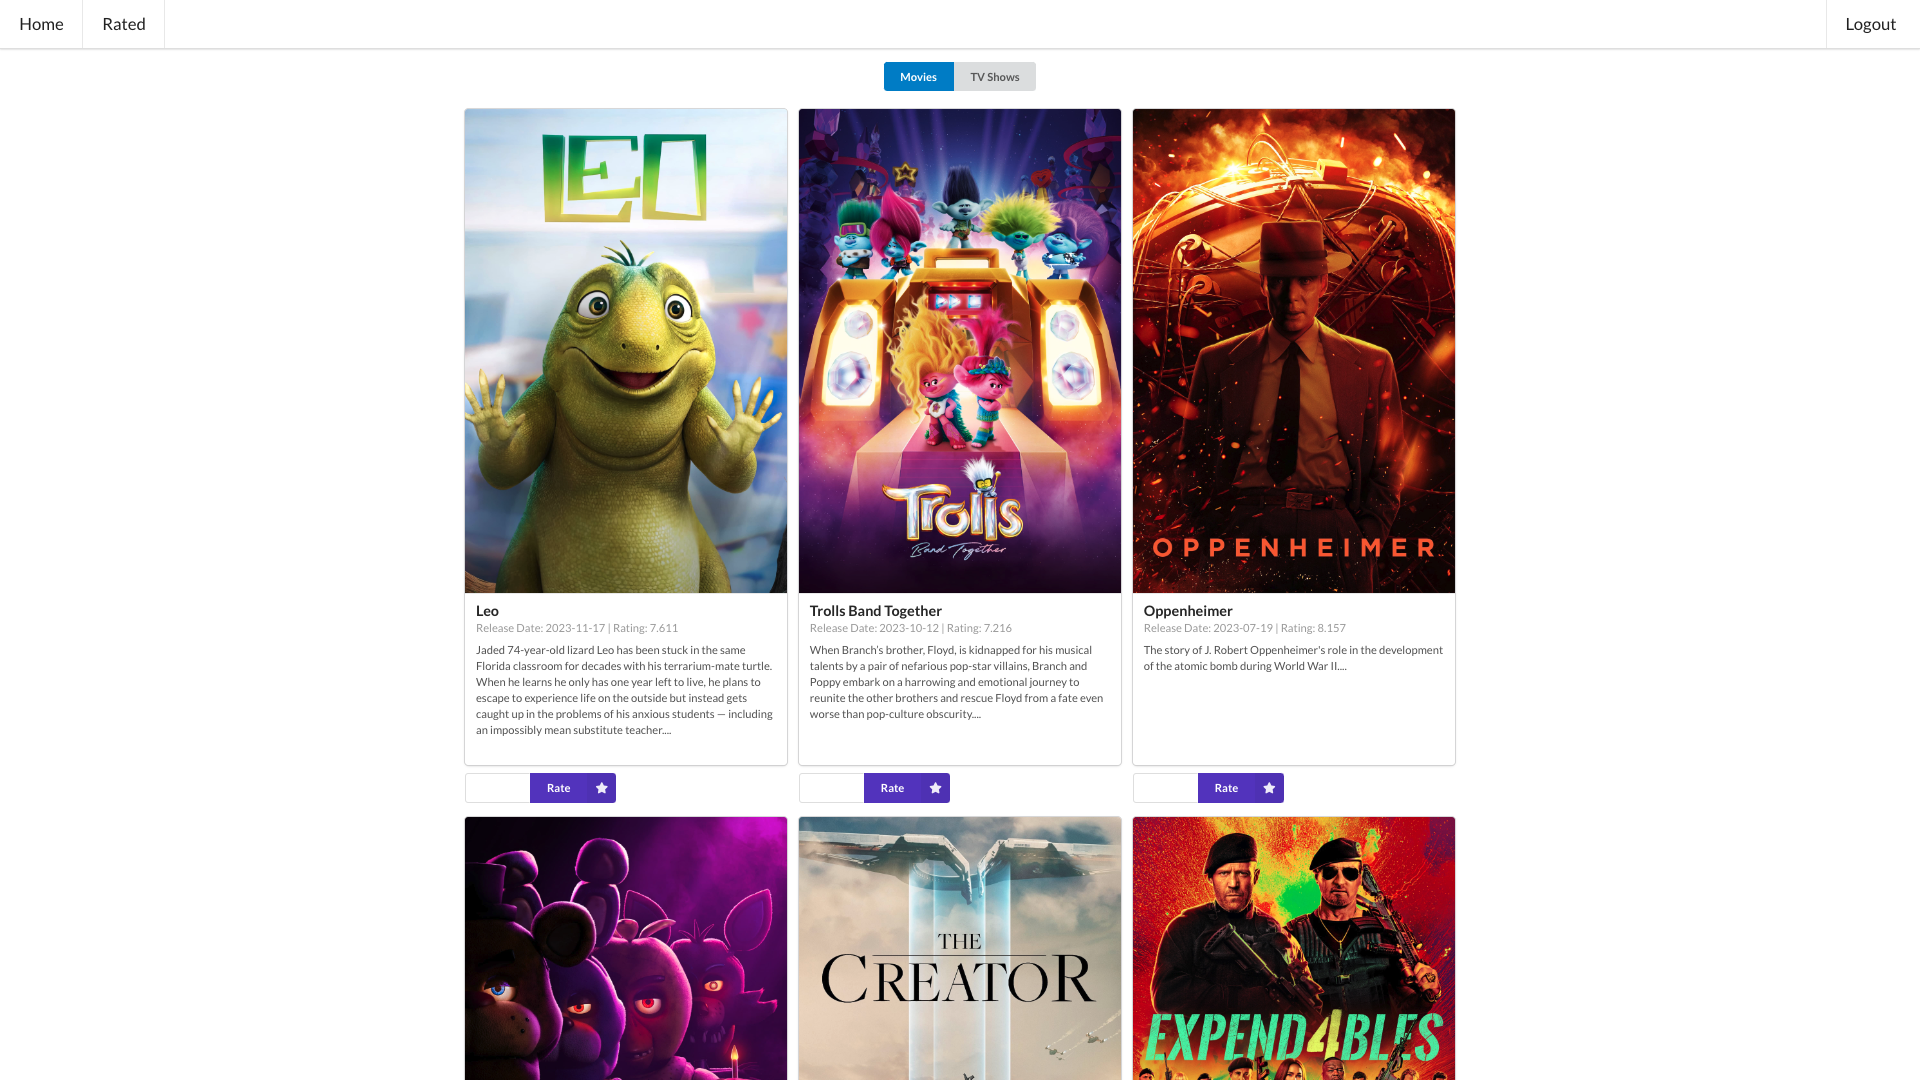 Home
Rated
Logout
Movies
TV Shows
LEO
Trolls
Band Together
OPPENHEIMER
Leo
Release Date: 2023-11-17 | Rating: 7.611
Jaded 74-year-old lizard Leo has been stuck in the same
Florida classroom for decades with his terrarium-mate turtle.
When he learns he only has one year left to live, he plans to
escape to experience life on the outside but instead gets
caught up in the problems of his anxious students — including
an impossibly mean substitute teacher....
Trolls Band Together
Release Date: 2023-10-12 | Rating: 7.216
When Branch's brother, Floyd, is kidnapped for his musical
talents by a pair of nefarious pop-star villains, Branch and
Poppy embark on a harrowing and emotional journey to
reunite the other brothers and rescue Floyd from a fate even
worse than pop-culture obscurity....
Oppenheimer
Release Date: 2023-07-19 | Rating: 8.157
The story of J. Robert Oppenheimer's role in the development
of the atomic bomb during World War II....
Rate
Rate
Rate
THE
CREATOR
EXPEND4BLES